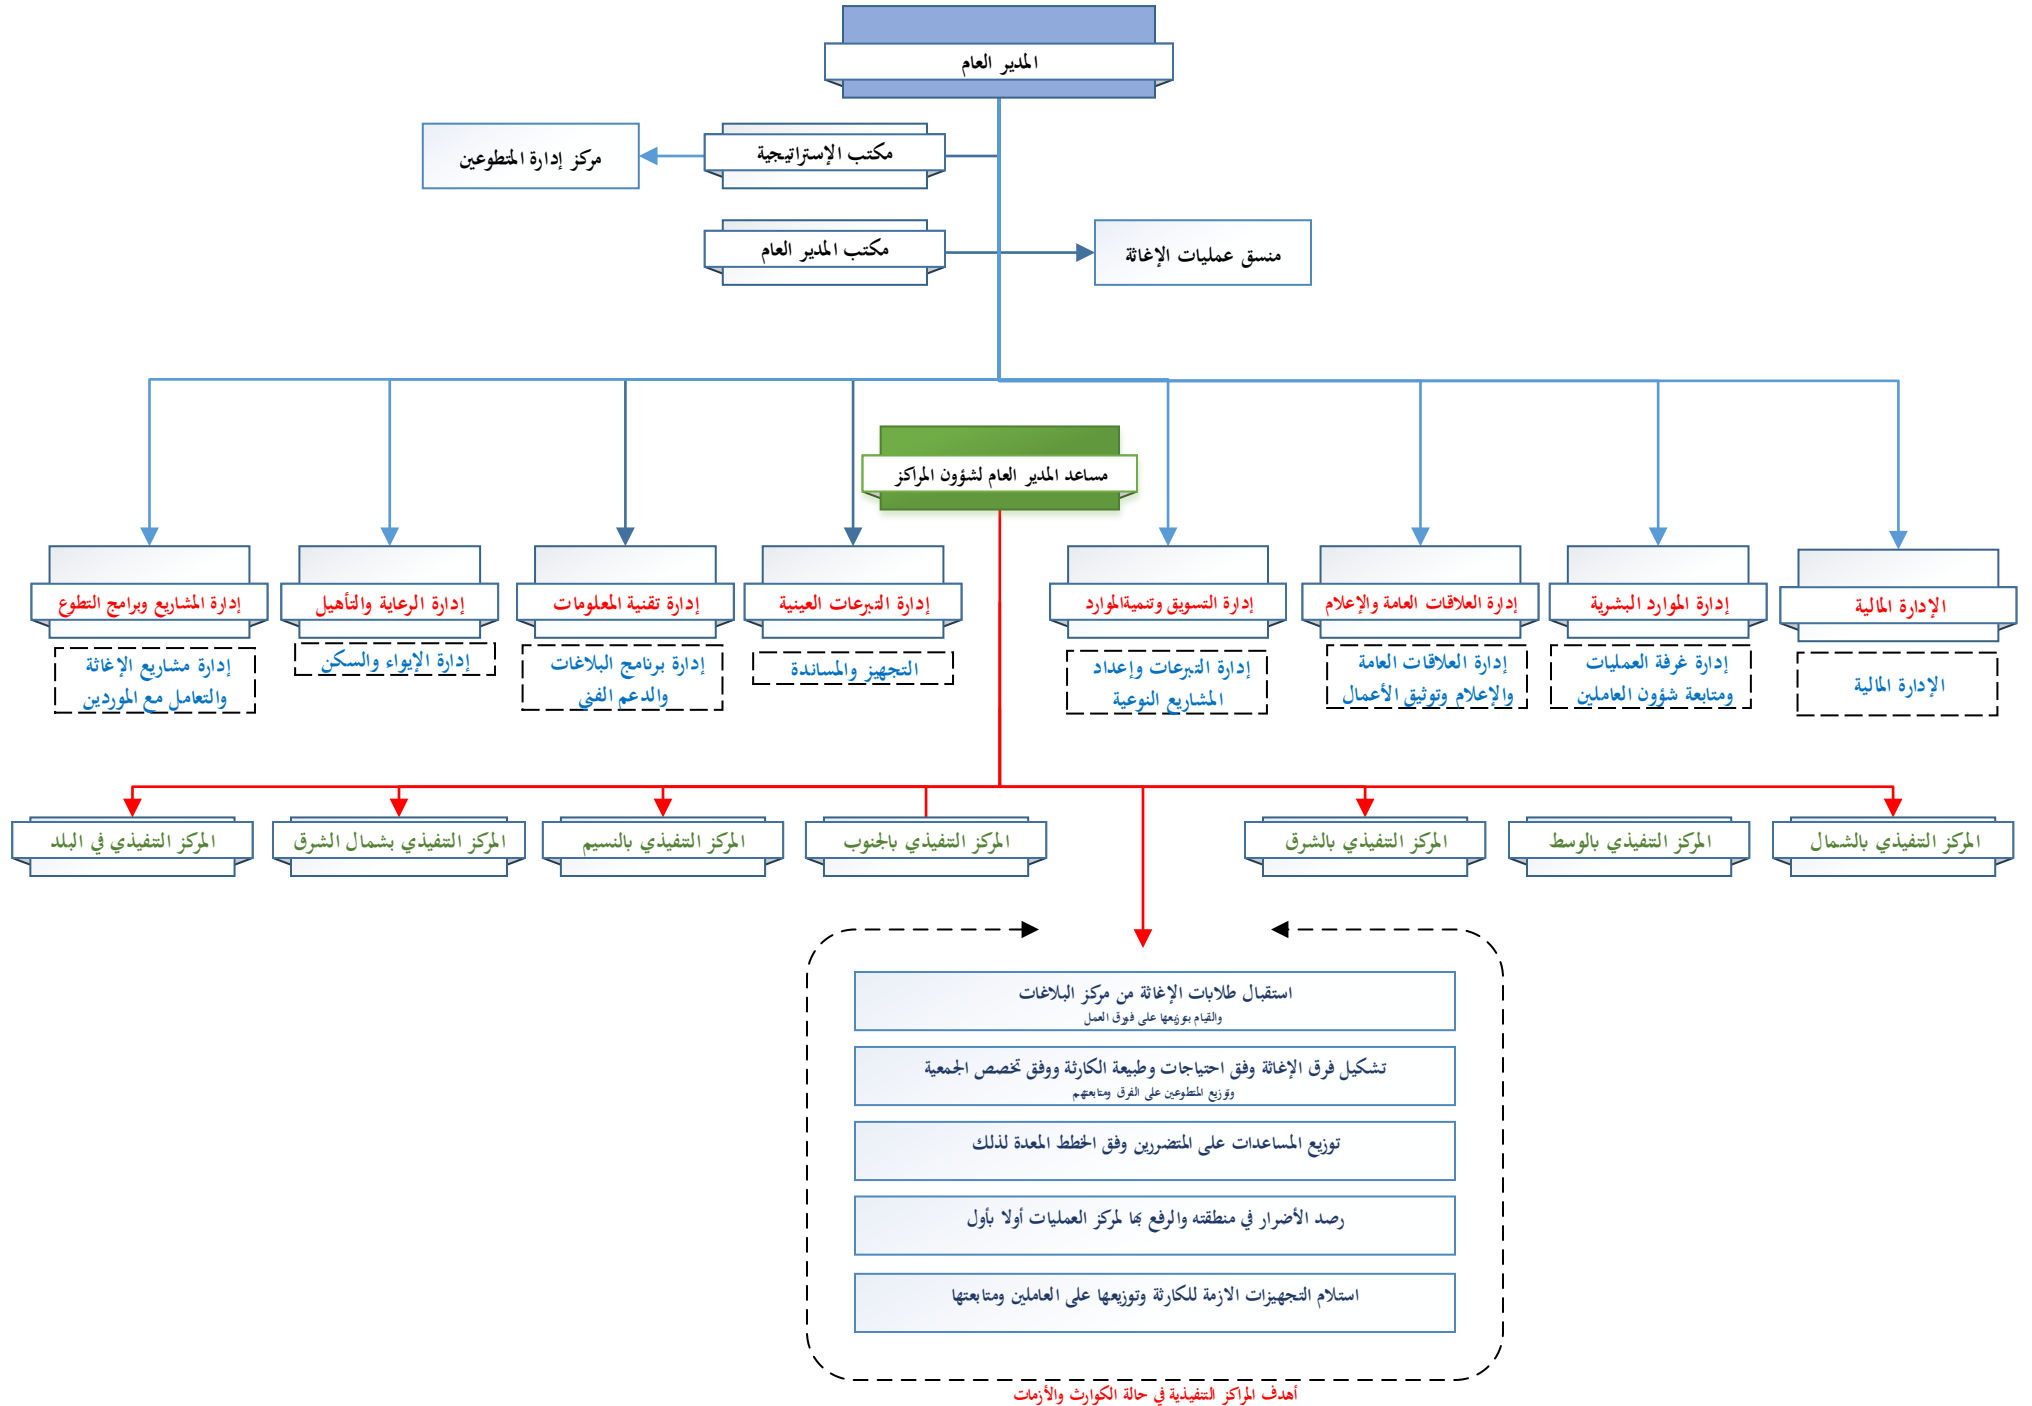 المدير العام
مكتب الإستراتيجية
مركز إدارة المتطوعين
مكتب المدير العام
منسق عمليات الإغاثة
مساعد المدير العام لشؤون المراكز
الإدارة المالية
إدارة الموارد البشرية
إدارة العلاقات العامة والإعلام
إدارة التسويق وتنميةالموارد
إدارة التبرعات العينية
إدارة تقنية المعلومات
إدارة الرعاية والتأهيل
إدارة المشاريع وبرامج التطوع
الإدارة المالية
إدارة غرفة العمليات
ومتابعة شؤون العاملين
إدارة العلاقات العامة
والإعلام وتوثيق الأعمال
إدارة التبرعات وإعداد
المشاريع النوعية
التجهيز والمساندة
إدارة برنامج البلاغات
والدعم الفني
إدارة الإيواء والسكن
إدارة مشاريع الإغاثة
والتعامل مع الموردين
المركز التنفيذي بالشمال
المركز التنفيذي بالوسط
المركز التنفيذي بالشرق
المركز التنفيذي بالجنوب
المركز التنفيذي بالنسيم
المركز التنفيذي بشمال الشرق
المركز التنفيذي في البلد
استقبال طلابات الإغاثة من مركز البلاغات
والقيام بتوزيعها على فورق العمل
تشكيل فرق الإغاثة وفق احتياجات وطبيعة الكارثة ووفق تخصص الجمعية
وتوزيع المتطوعين على الفرق ومتابعتهم
توزيع المساعدات على المتضررين وفق الخطط المعدة لذلك
رصد الأضرار في منطقته والرفع بها لمركز العمليات أولا بأول
استلام التجهيزات الازمة للكارثة وتوزيعها على العاملين ومتابعتها
أهدف المراكز التنفيذية في حالة الكوارث والأزمات